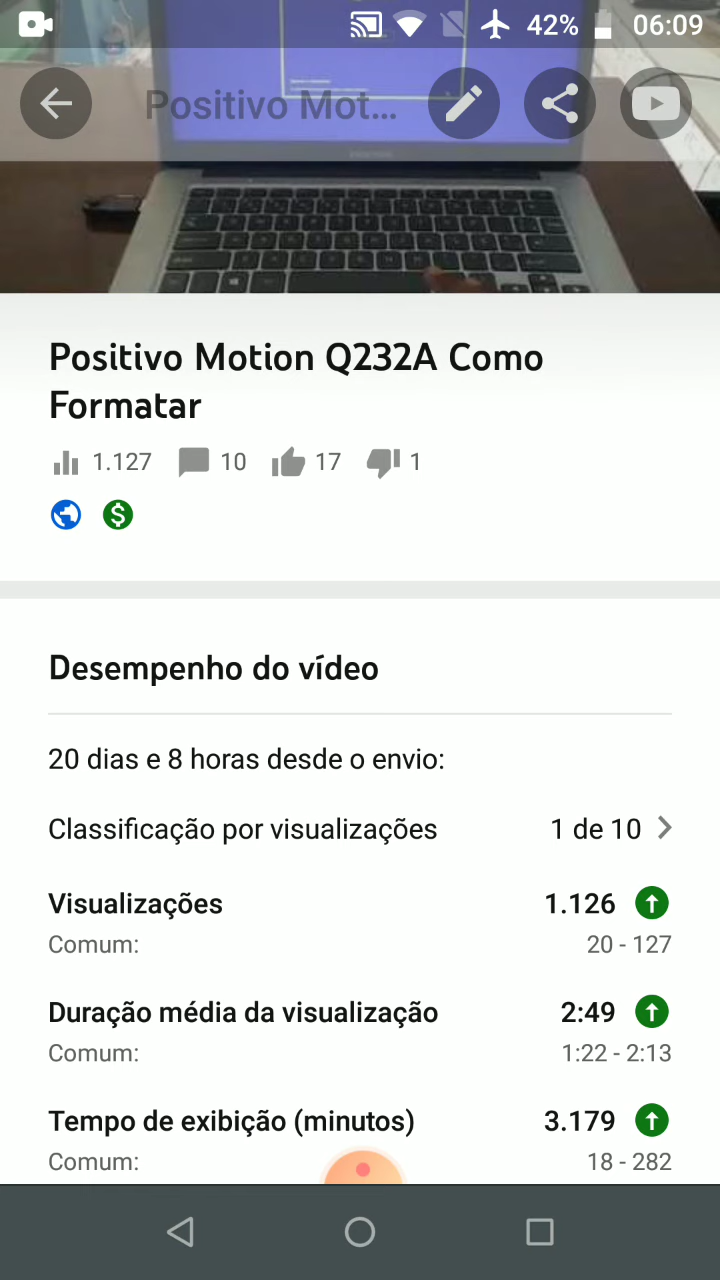 42% 06:09
Positivo Mot...
Positivo Motion Q232A Como
Formatar
1.127 10 17 1
Desempenho do vídeo
20 dias e 8 horas desde o envio:
Classificação por visualizações 1 de 10
Visualizações 1.126
Comum: 20 - 127
Duração média da visualização 2:49
Comum: 1:22 - 2:13
Tempo de exibição (minutos) 3.179
Comum: 18 - 282